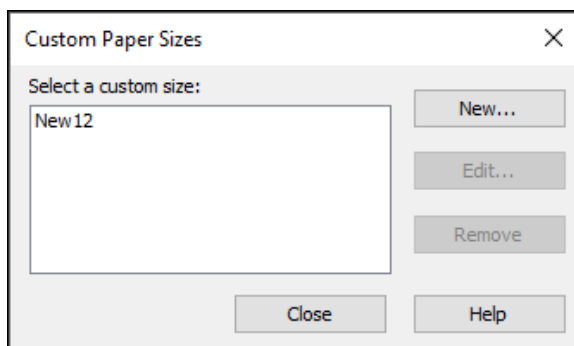 Custom Paper Sizes
Select a custom size:
New12
New...
Edit...
Remove
Close
Help